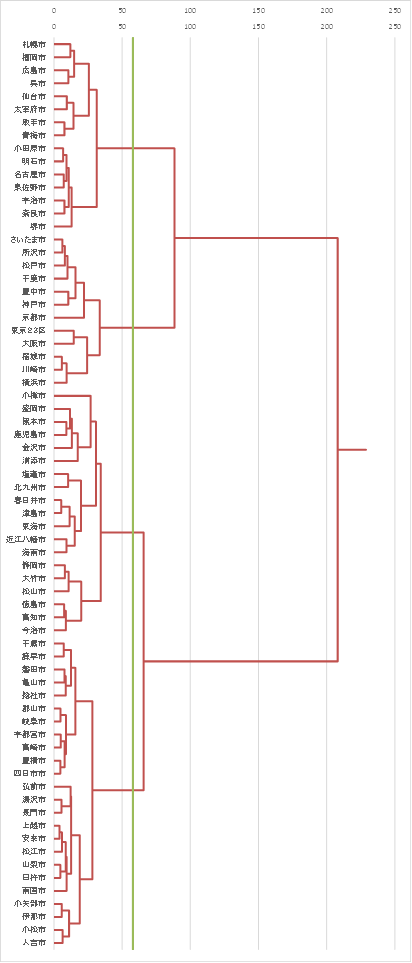 0 50 100 150 200 250
0 50 100 150 200 250
札幌市
福岡市
広島市
呉市
仙台市
太宰府市
取手市
青梅市
小田原市
明石市
名古屋市
泉佐野市
宇治市
奈良市
堺市
さいたま市
所沢市
松戸市
千葉市
豊中市
神戸市
京都市
東京23区
大阪市
稲城市
川崎市
横浜市
小樽市
盛岡市
熊本市
鹿児島市
金沢市
浦添市
塩竈市
北九州市
春日井市
津島市
東海市
近江八幡市
海南市
静岡市
大竹市
松山市
徳島市
高知市
今治市
千歳市
諫早市
磐田市
亀山市
総社市
郡山市
岐阜市
宇都宮市
高崎市
豊橋市
四日市市
弘前市
湯沢市
長門市
上越市
安来市
松江市
山梨市
臼杵市
南国市
小矢部市
伊那市
小松市
人吉市